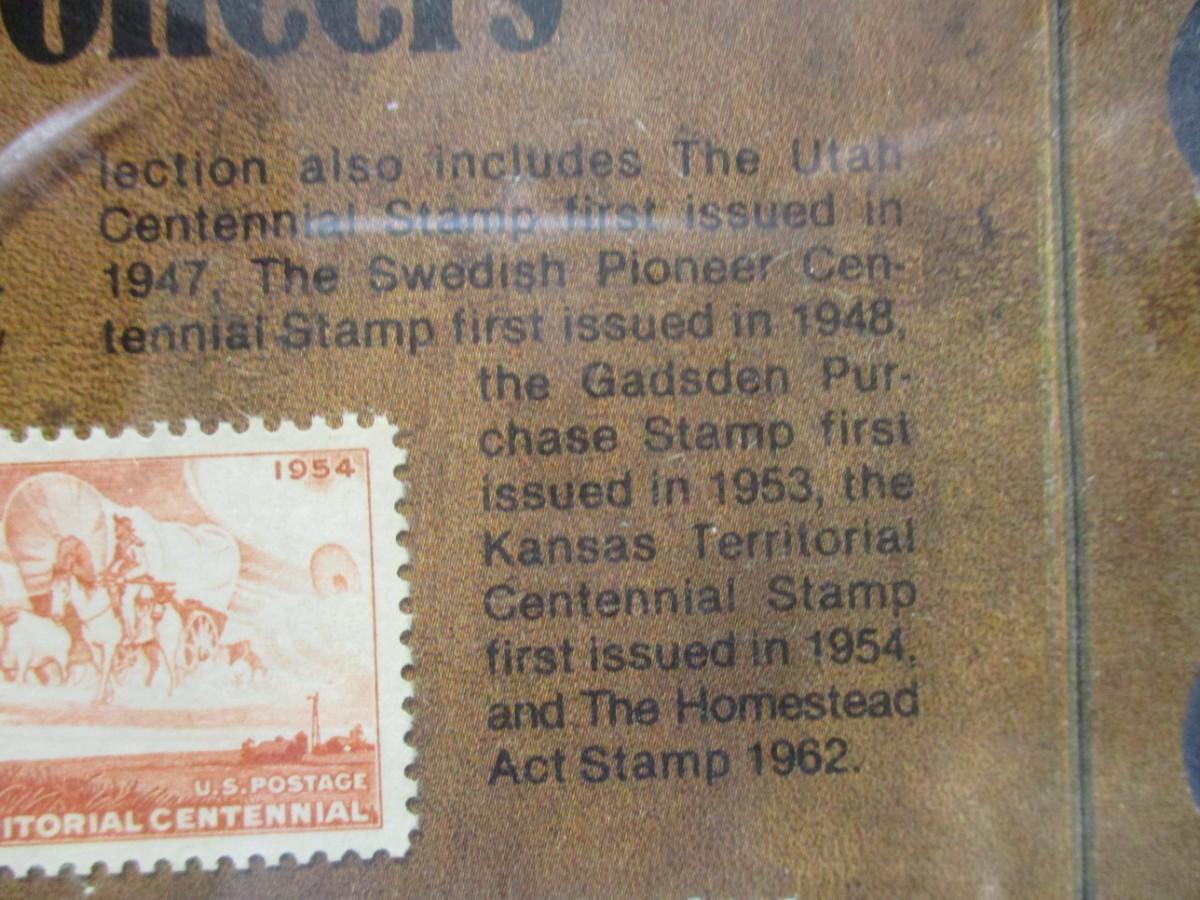 oneers
lection also includes The Utah
Centennial Stamp first issued in
1947, The Swedish Pioneer Cen-
tennial Stamp first issued in 1948,
the Gadsden Pur-
chase Stamp first
issued in 1953, the
Kansas Territorial
Centennial Stamp
first issued in 1954,
and The Homestead
Act Stamp 1962.
1954
U.S. POSTAGE
ITORIAL CENTENNIAL